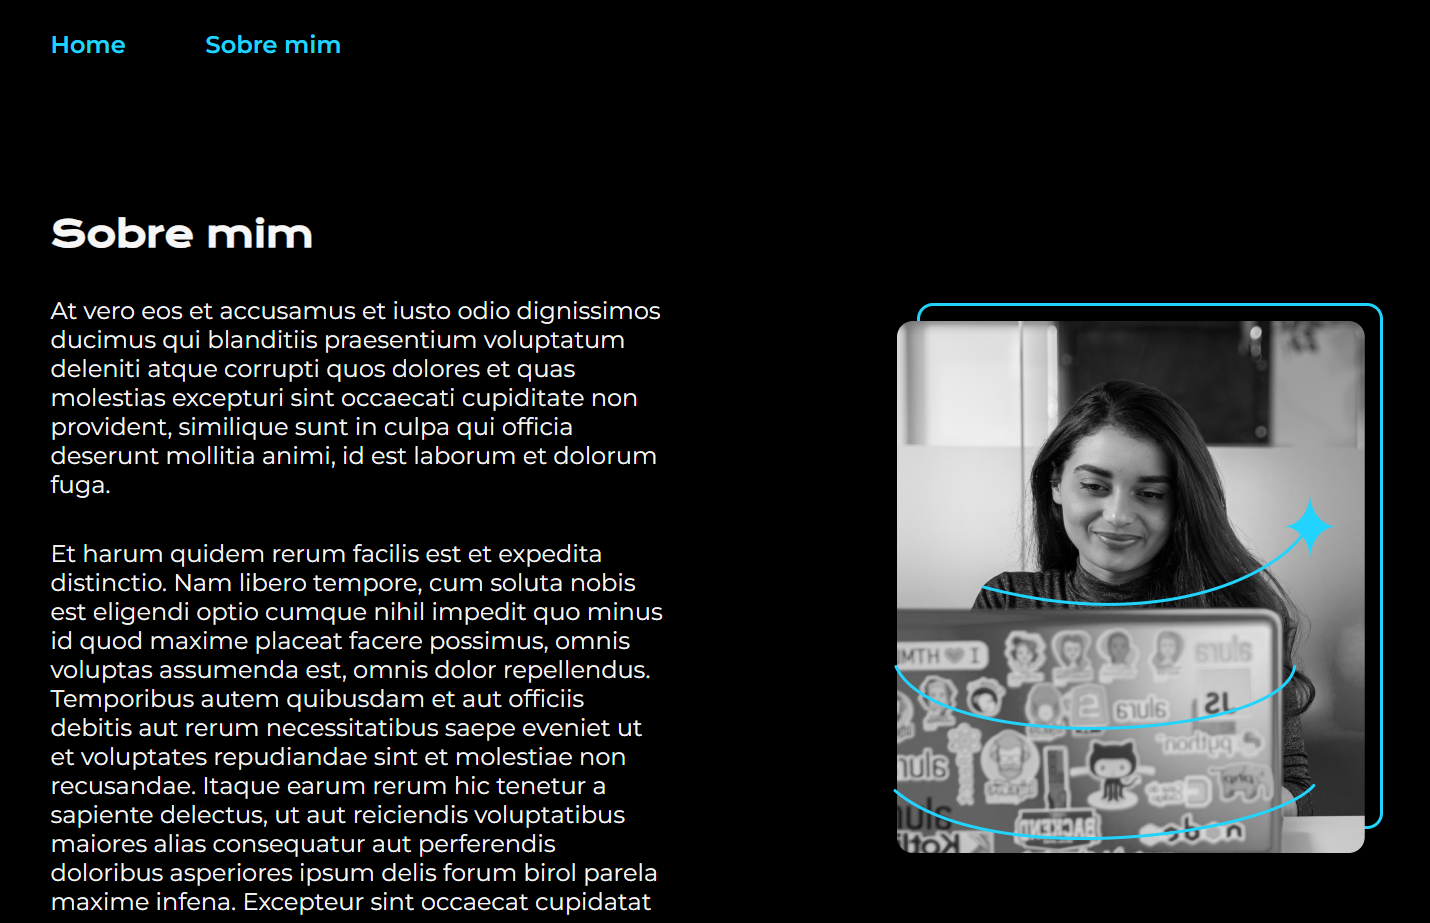 Home Sobre mim
Sobre mim
At vero eos et accusamus et iusto odio dignissimos
ducimus qui blanditiis praesentium voluptatum
deleniti atque corrupti quos dolores et quas
molestias excepturi sint occaecati cupiditate non
provident, similique sunt in culpa qui officia
deserunt mollitia animi, id est laborum et dolorum
fuga.
Et harum quidem rerum facilis est et expedita
distinctio. Nam libero tempore, cum soluta nobis
est eligendi optio cumque nihil impedit quo minus
id quod maxime placeat facere possimus, omnis
voluptas assumenda est, omnis dolor repellendus.
Temporibus autem quibusdam et aut officiis
debitis aut rerum necessitatibus saepe eveniet ut
et voluptates repudiandae sint et molestiae non
recusandae. Itaque earum rerum hic tenetur a
sapiente delectus, ut aut reiciendis voluptatibus
maiores alias consequatur aut perferendis
doloribus asperiores ipsum delis forum birol parela
maxime infena. Excepteur sint occaecat cupidatat
I HTM
alura
JS
alura
python
BACKEND
node